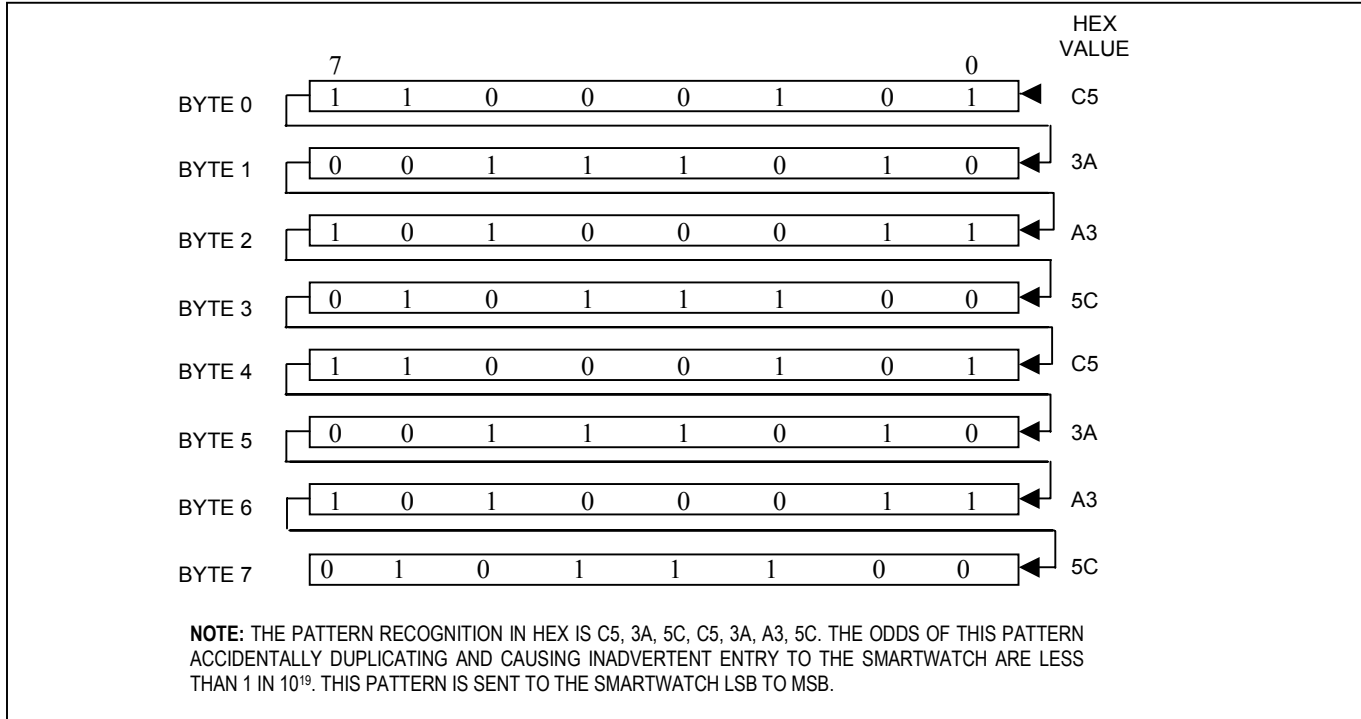 HEX
VALUE
7 0
BYTE 0 1 1 0 0 0 1 0 1 C5
BYTE 1 0 0 1 1 1 0 1 0 3A
BYTE 2 1 0 1 0 0 0 1 1 A3
BYTE 3 0 1 0 1 1 1 0 0 5C
BYTE 4 1 1 0 0 0 1 0 1 C5
BYTE 5 0 0 1 1 1 0 1 0 3A
BYTE 6 1 0 1 0 0 0 1 1 A3
BYTE 7 0 1 0 1 1 1 0 0 5C
NOTE: THE PATTERN RECOGNITION IN HEX IS C5, 3A, 5C, C5, 3A, A3, 5C. THE ODDS OF THIS PATTERN
ACCIDENTALLY DUPLICATING AND CAUSING INADVERTENT ENTRY TO THE SMARTWATCH ARE LESS
THAN 1 IN 10¹⁹. THIS PATTERN IS SENT TO THE SMARTWATCH LSB TO MSB.